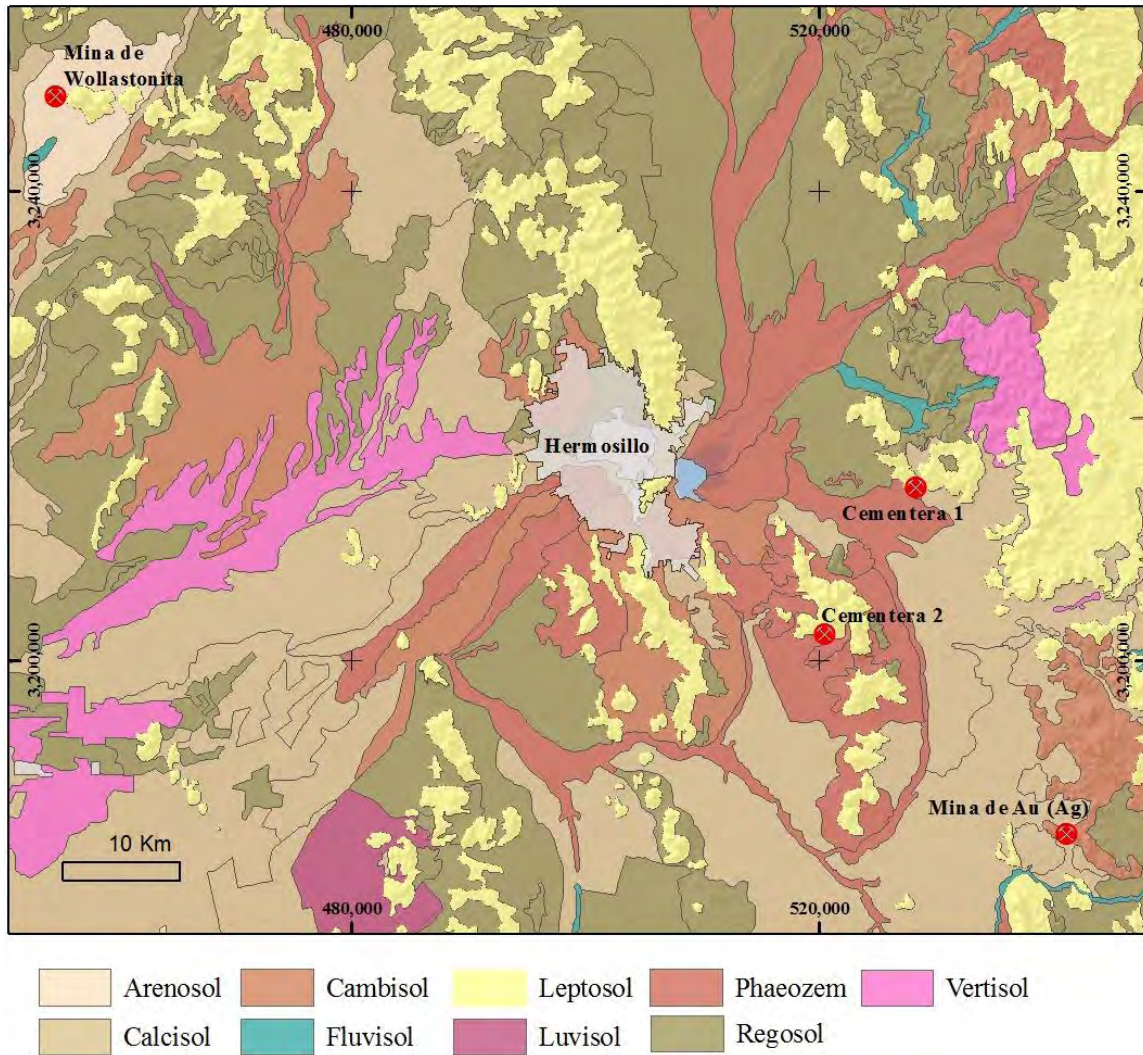 480,000
520,000
Mina de
Wollastonita
3,240,000
3,240,000
Hermosillo
Cementera 1
Cementera 2
3,200,000
3,200,000
Mina de Au (Ag)
10 Km
480,000
520,000
Arenosol
Cambisol
Leptosol
Phaeozem
Vertisol
Calcisol
Fluvisol
Luvisol
Regosol